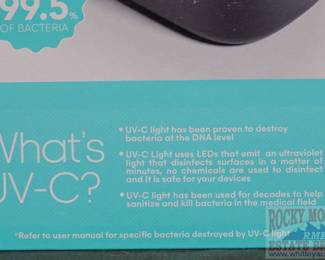 99.5%
OF BACTERIA
What's
UV-C?
• UV-C light has been proven to destroy
bacteria at the DNA level
• UV-C Light uses LEDs that emit an ultraviolet
light that disinfects surfaces in a matter of
minutes, no chemicals are used to disinfect
and it is safe for your devices
• UV-C light has been used for decades to help
sanitize and kill bacteria in the medical field
*Refer to user manual for specific bacteria destroyed by UV-C light
ROCKY MO
RME
ESTATE